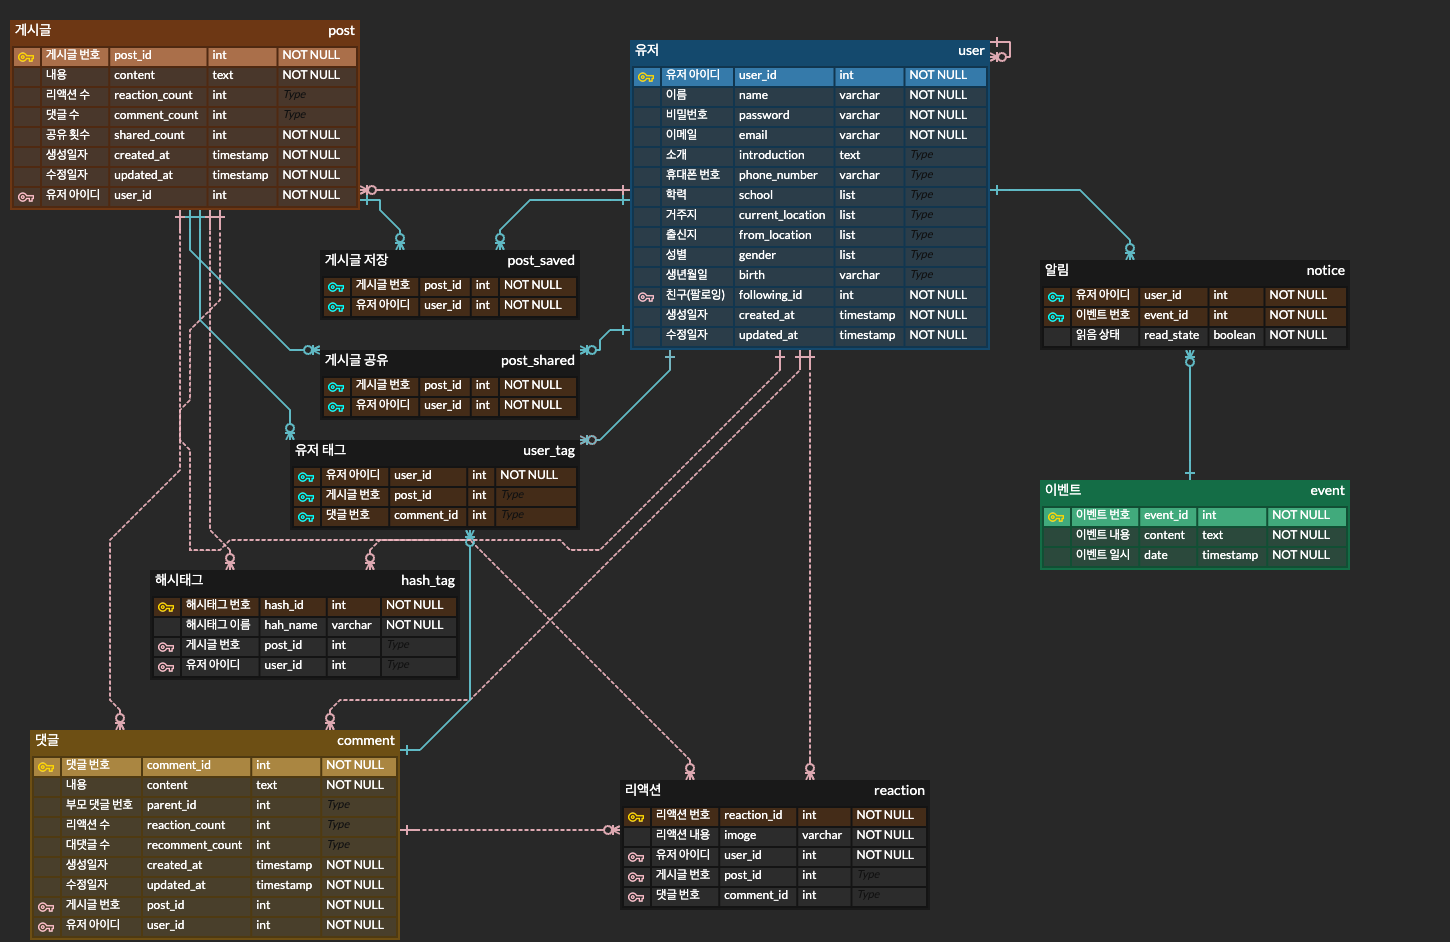 게시글 post
게시글 번호 post_id int NOT NULL
내용 content text NOT NULL
리액션 수 reaction_count int Type
댓글 수 comment_count int Type
공유 횟수 shared_count int NOT NULL
생성일자 created_at timestamp NOT NULL
수정일자 updated_at timestamp NOT NULL
유저 아이디 user_id int NOT NULL
유저 user
유저 아이디 user_id int NOT NULL
이름 name varchar NOT NULL
비밀번호 password varchar NOT NULL
이메일 email varchar NOT NULL
소개 introduction text Type
휴대폰 번호 phone_number varchar Type
학력 school list Type
거주지 current_location list Type
출신지 from_location list Type
성별 gender list Type
생년월일 birth varchar Type
친구(팔로잉) following_id int NOT NULL
생성일자 created_at timestamp NOT NULL
수정일자 updated_at timestamp NOT NULL
게시글 저장 post_saved
게시글 번호 post_id int NOT NULL
유저 아이디 user_id int NOT NULL
알림 notice
유저 아이디 user_id int NOT NULL
이벤트 번호 event_id int NOT NULL
읽음 상태 read_state boolean NOT NULL
게시글 공유 post_shared
게시글 번호 post_id int NOT NULL
유저 아이디 user_id int NOT NULL
유저 태그 user_tag
유저 아이디 user_id int NOT NULL
게시글 번호 post_id int Type
댓글 번호 comment_id int Type
이벤트 event
이벤트 번호 event_id int NOT NULL
이벤트 내용 content text NOT NULL
이벤트 일시 date timestamp NOT NULL
해시태그 hash_tag
해시태그 번호 hash_id int NOT NULL
해시태그 이름 hah_name varchar NOT NULL
게시글 번호 post_id int Type
유저 아이디 user_id int Type
댓글 comment
댓글 번호 comment_id int NOT NULL
내용 content text NOT NULL
부모 댓글 번호 parent_id int Type
리액션 수 reaction_count int Type
대댓글 수 recomment_count int Type
생성일자 created_at timestamp NOT NULL
수정일자 updated_at timestamp NOT NULL
게시글 번호 post_id int NOT NULL
유저 아이디 user_id int NOT NULL
리액션 reaction
리액션 번호 reaction_id int NOT NULL
리액션 내용 imoge varchar NOT NULL
유저 아이디 user_id int NOT NULL
게시글 번호 post_id int Type
댓글 번호 comment_id int Type